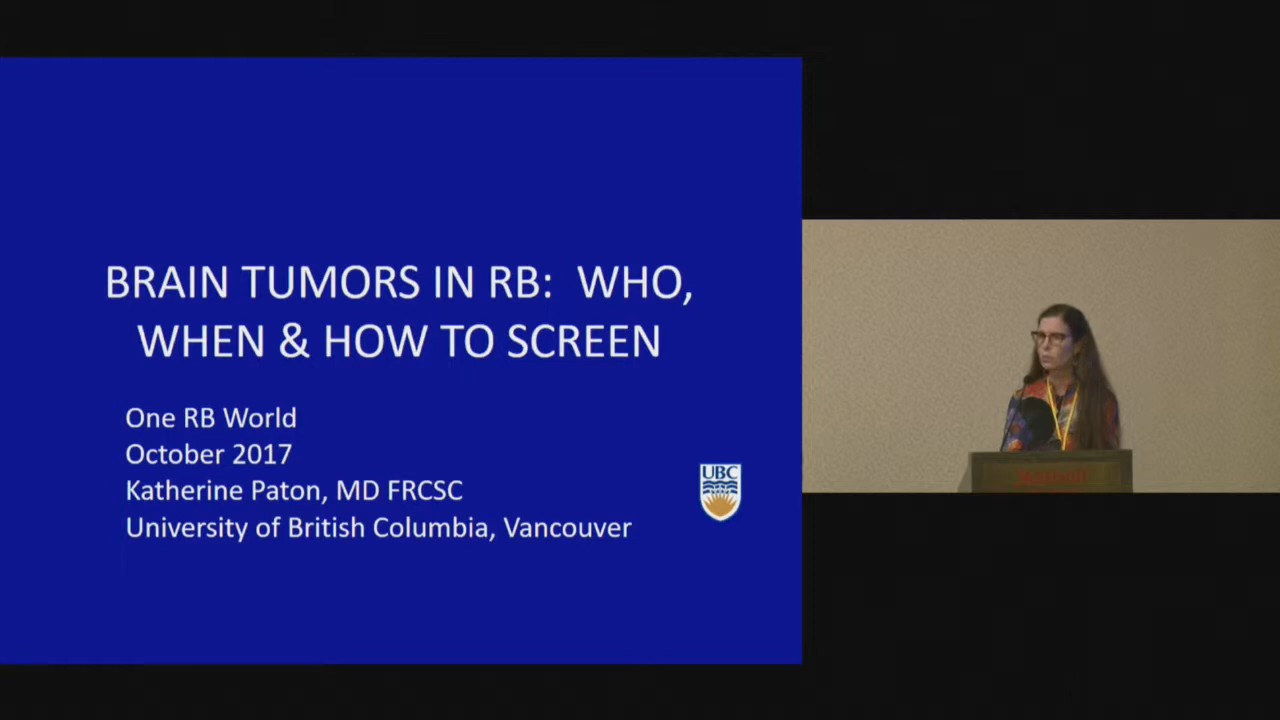 BRAIN TUMORS IN RB: WHO,
WHEN & HOW TO SCREEN
One RB World
October 2017
Katherine Paton, MD FRCSC
University of British Columbia, Vancouver
UBC